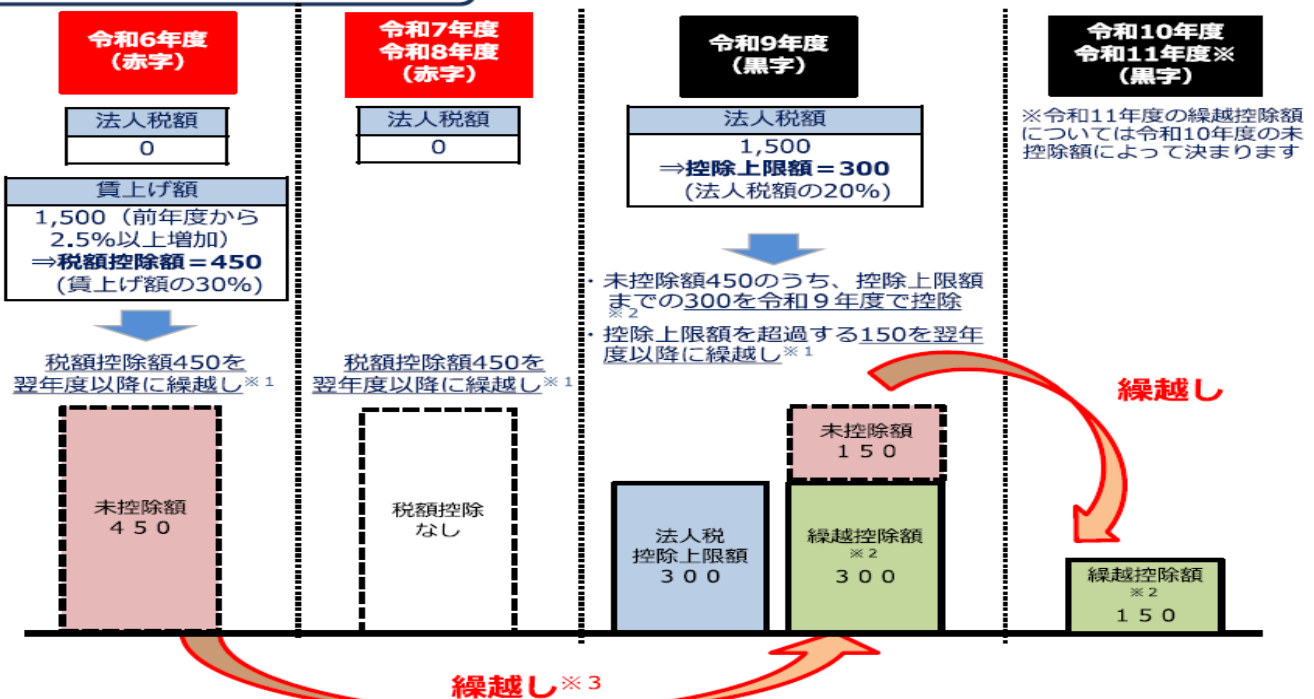 令和6年度
(赤字)
法人税額
0
賃上げ額
1,500（前年度から
2.5%以上増加）
⇒税額控除額＝450
(賃上げ額の30%)
税額控除額450を
翌年度以降に繰越し※1
未控除額
４５０
令和7年度
令和8年度
(赤字)
法人税額
0
税額控除額450を
翌年度以降に繰越し※1
税額控除
なし
令和9年度
(黒字)
法人税額
1,500
⇒控除上限額＝300
(法人税額の20%)
・未控除額450のうち、控除上限額
までの300を令和９年度で控除
※2
・控除上限額を超過する150を翌年
度以降に繰越し※1
未控除額
１５０
法人税
控除上限額
３００
繰越控除額
※2
３００
令和10年度
令和11年度※
(黒字)
※令和11年度の繰越控除額
については令和10年度の未
控除額によって決まります
繰越し
繰越控除額
※2
１５０
繰越し※3